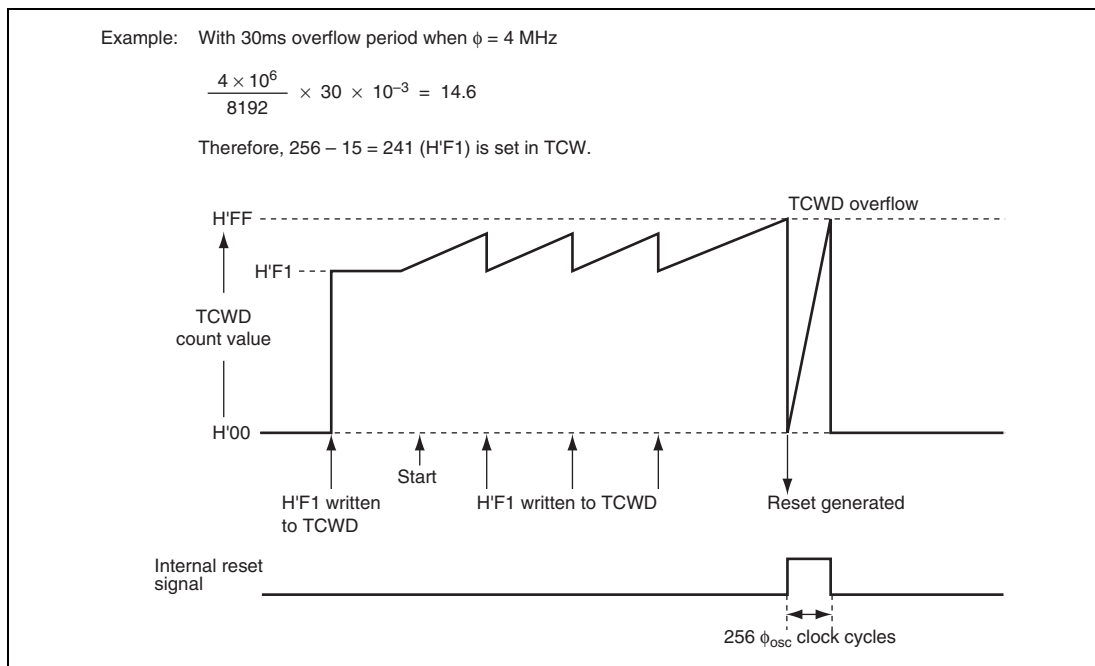 Example: With 30ms overflow period when ϕ = 4 MHz
4 × 10⁶
8192
× 30 × 10⁻³ = 14.6
Therefore, 256 – 15 = 241 (H'F1) is set in TCW.
TCWD overflow
H'FF
H'F1
TCWD
count value
H'00
Start
H'F1 written
to TCWD
H'F1 written to TCWD
Reset generated
Internal reset
signal
256 ϕosc clock cycles